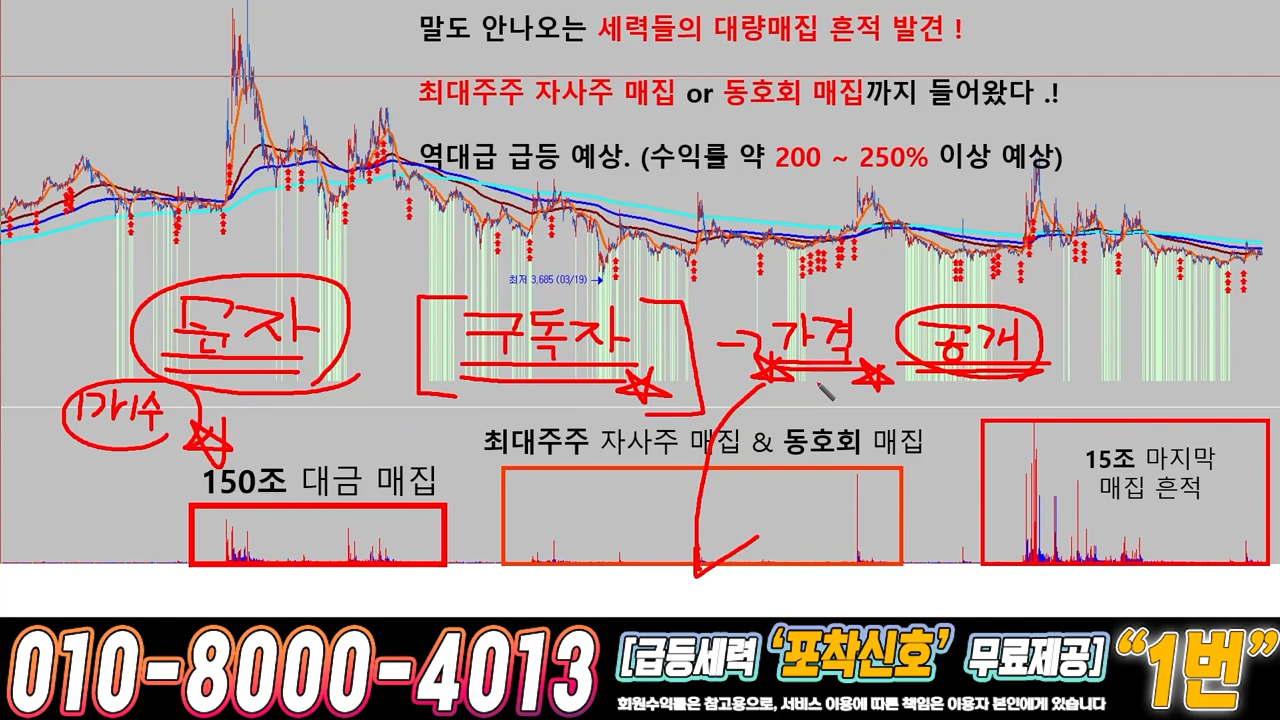 말도 안나오는 세력들의 대량매집 흔적 발견 !
최대주주 자사주 매집 or 동호회 매집까지 들어왔다 .!
역대급 급등 예상. (수익률 약 200 ~ 250% 이상 예상)
최저 3,685 (03/19)
문자
구독자
가격
공개
최대주주 자사주 매집 & 동호회 매집
150조 대금 매집
15조 마지막
매집 흔적
010-8000-4013
[급등세력 ‘포착신호’ 무료제공] “1번”
회원수익률은 참고용으로, 서비스 이용에 따른 책임은 이용자 본인에게 있습니다